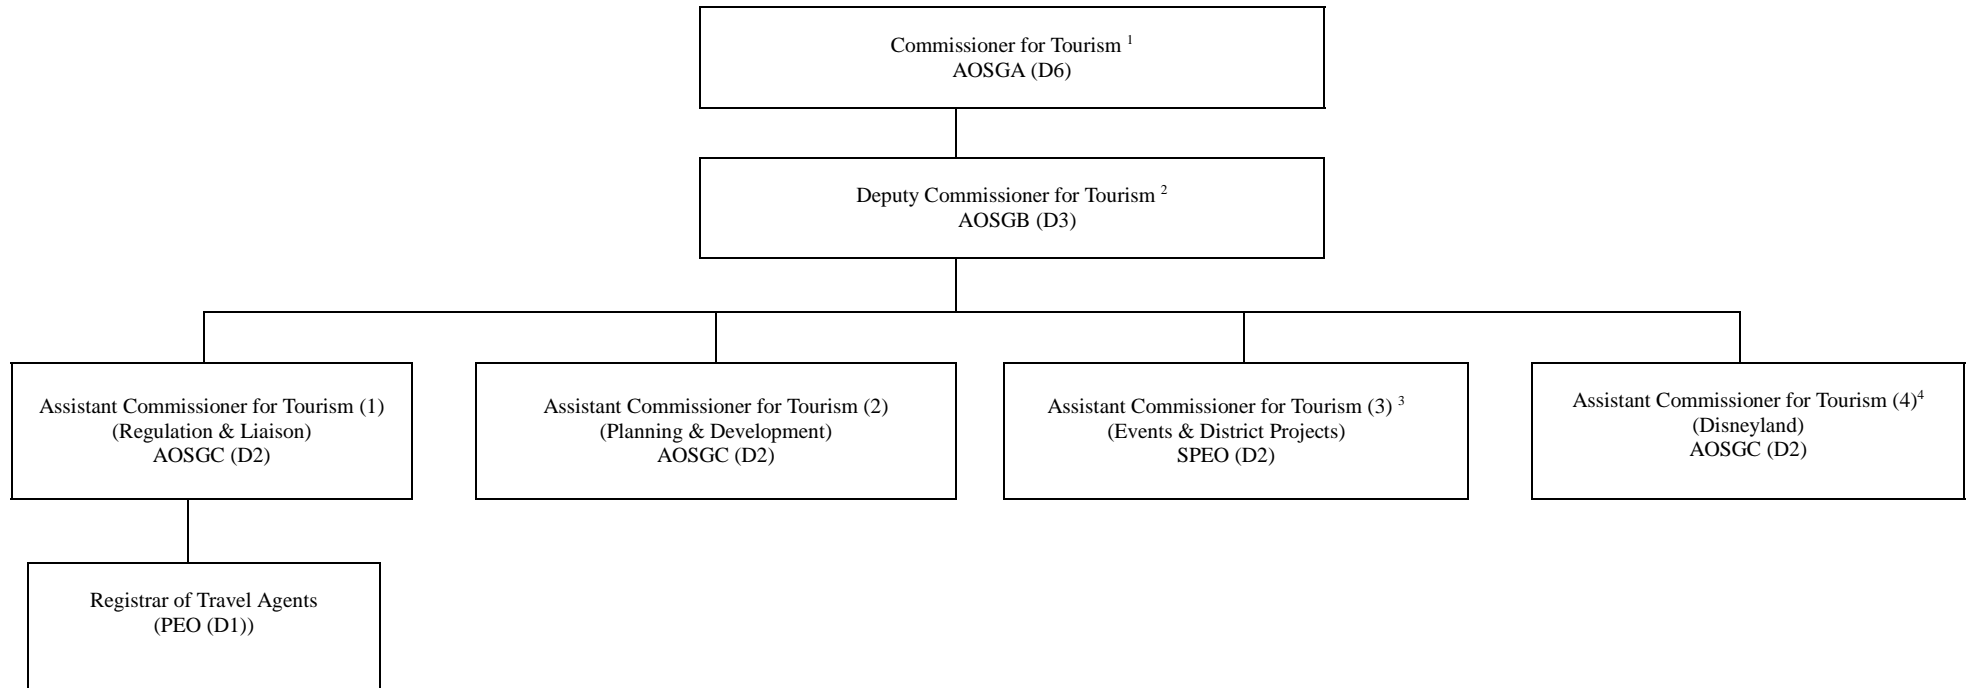 Commissioner for Tourism ¹
AOSGA (D6)
Deputy Commissioner for Tourism ²
AOSGB (D3)
Assistant Commissioner for Tourism (1)
(Regulation & Liaison)
AOSGC (D2)
Assistant Commissioner for Tourism (2)
(Planning & Development)
AOSGC (D2)
Assistant Commissioner for Tourism (3) ³
(Events & District Projects)
SPEO (D2)
Assistant Commissioner for Tourism (4)⁴
(Disneyland)
AOSGC (D2)
Registrar of Travel Agents
(PEO (D1))